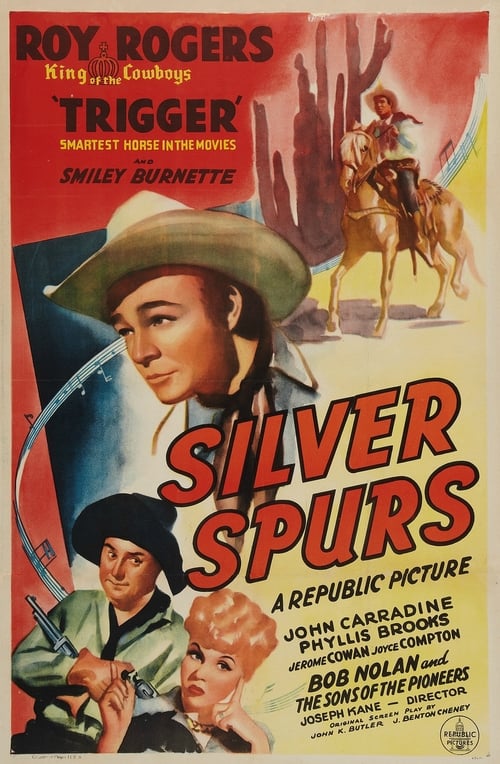 ROY ROGERS
King of the Cowboys
'TRIGGER'
SMARTEST HORSE IN THE MOVIES
AND
SMILEY BURNETTE
SILVER
SPURS
A REPUBLIC PICTURE
JOHN CARRADINE
PHYLLIS BROOKS
JEROME COWAN JOYCE COMPTON
BOB NOLAN and
THE SONS OF THE PIONEERS
JOSEPH KANE — DIRECTOR
ORIGINAL SCREEN PLAY BY
JOHN K. BUTLER J. BENTON CHENEY
REPUBLIC
PICTURES